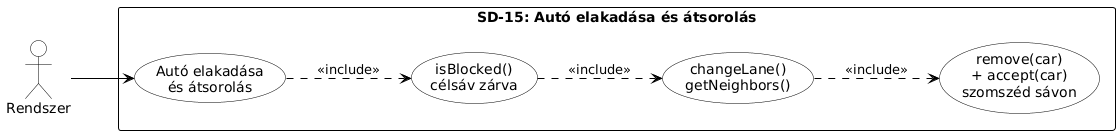 SD-15: Autó elakadása és átsorolás
Rendszer
Autó elakadása
és átsorolás
«include»
isBlocked()
célsáv zárva
«include»
changeLane()
getNeighbors()
«include»
remove(car)
+ accept(car)
szomszéd sávon